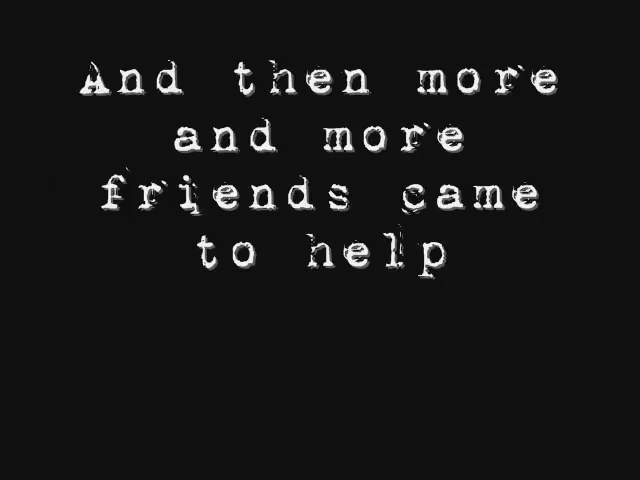 And then more
and more
friends came
to help